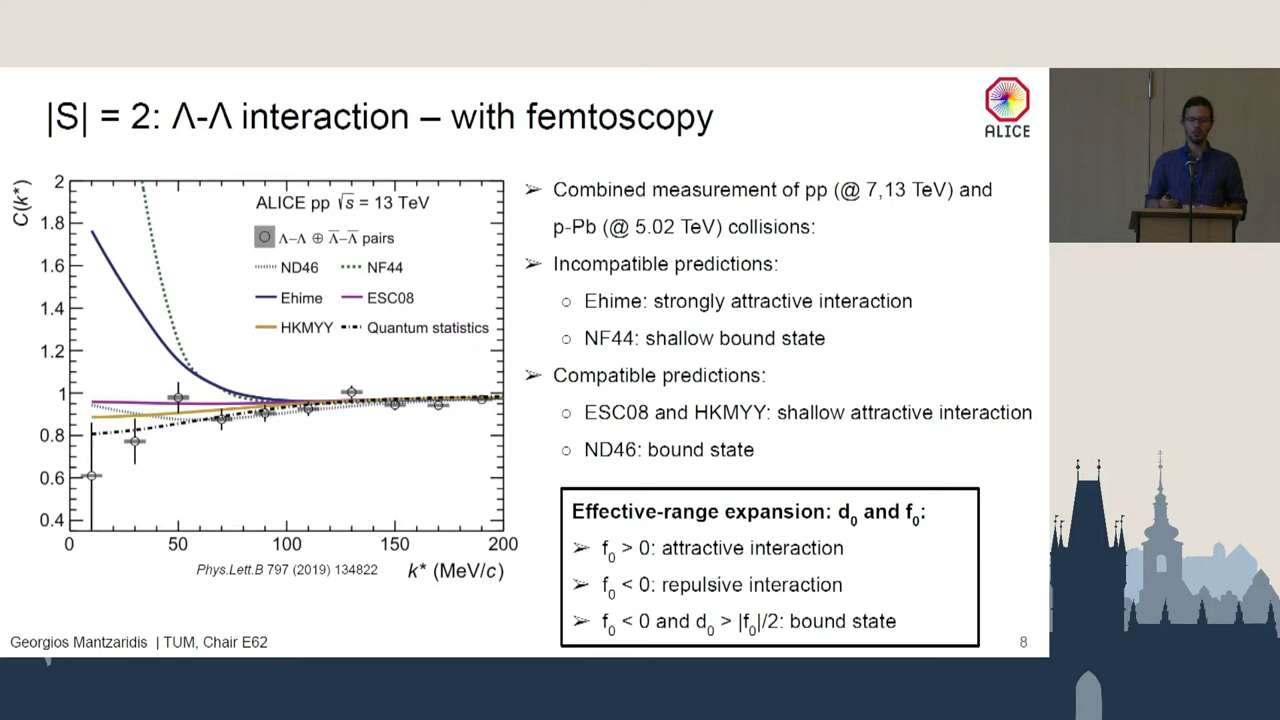 |S| = 2: Λ-Λ interaction – with femtoscopy
ALICE
C(k*)
2
1.8
1.6
1.4
1.2
1
0.8
0.6
0.4
0
50
100
150
200
k* (MeV/c)
ALICE pp √s = 13 TeV
Λ–Λ ⊕ Λ̅–Λ̅ pairs
ND46
NF44
Ehime
ESC08
HKMYY
Quantum statistics
Phys.Lett.B 797 (2019) 134822
➢ Combined measurement of pp (@ 7,13 TeV) and
p-Pb (@ 5.02 TeV) collisions:
➢ Incompatible predictions:
○ Ehime: strongly attractive interaction
○ NF44: shallow bound state
➢ Compatible predictions:
○ ESC08 and HKMYY: shallow attractive interaction
○ ND46: bound state
Effective-range expansion: d₀ and f₀:
➢ f₀ > 0: attractive interaction
➢ f₀ < 0: repulsive interaction
➢ f₀ < 0 and d₀ > |f₀|/2: bound state
Georgios Mantzaridis | TUM, Chair E62
8